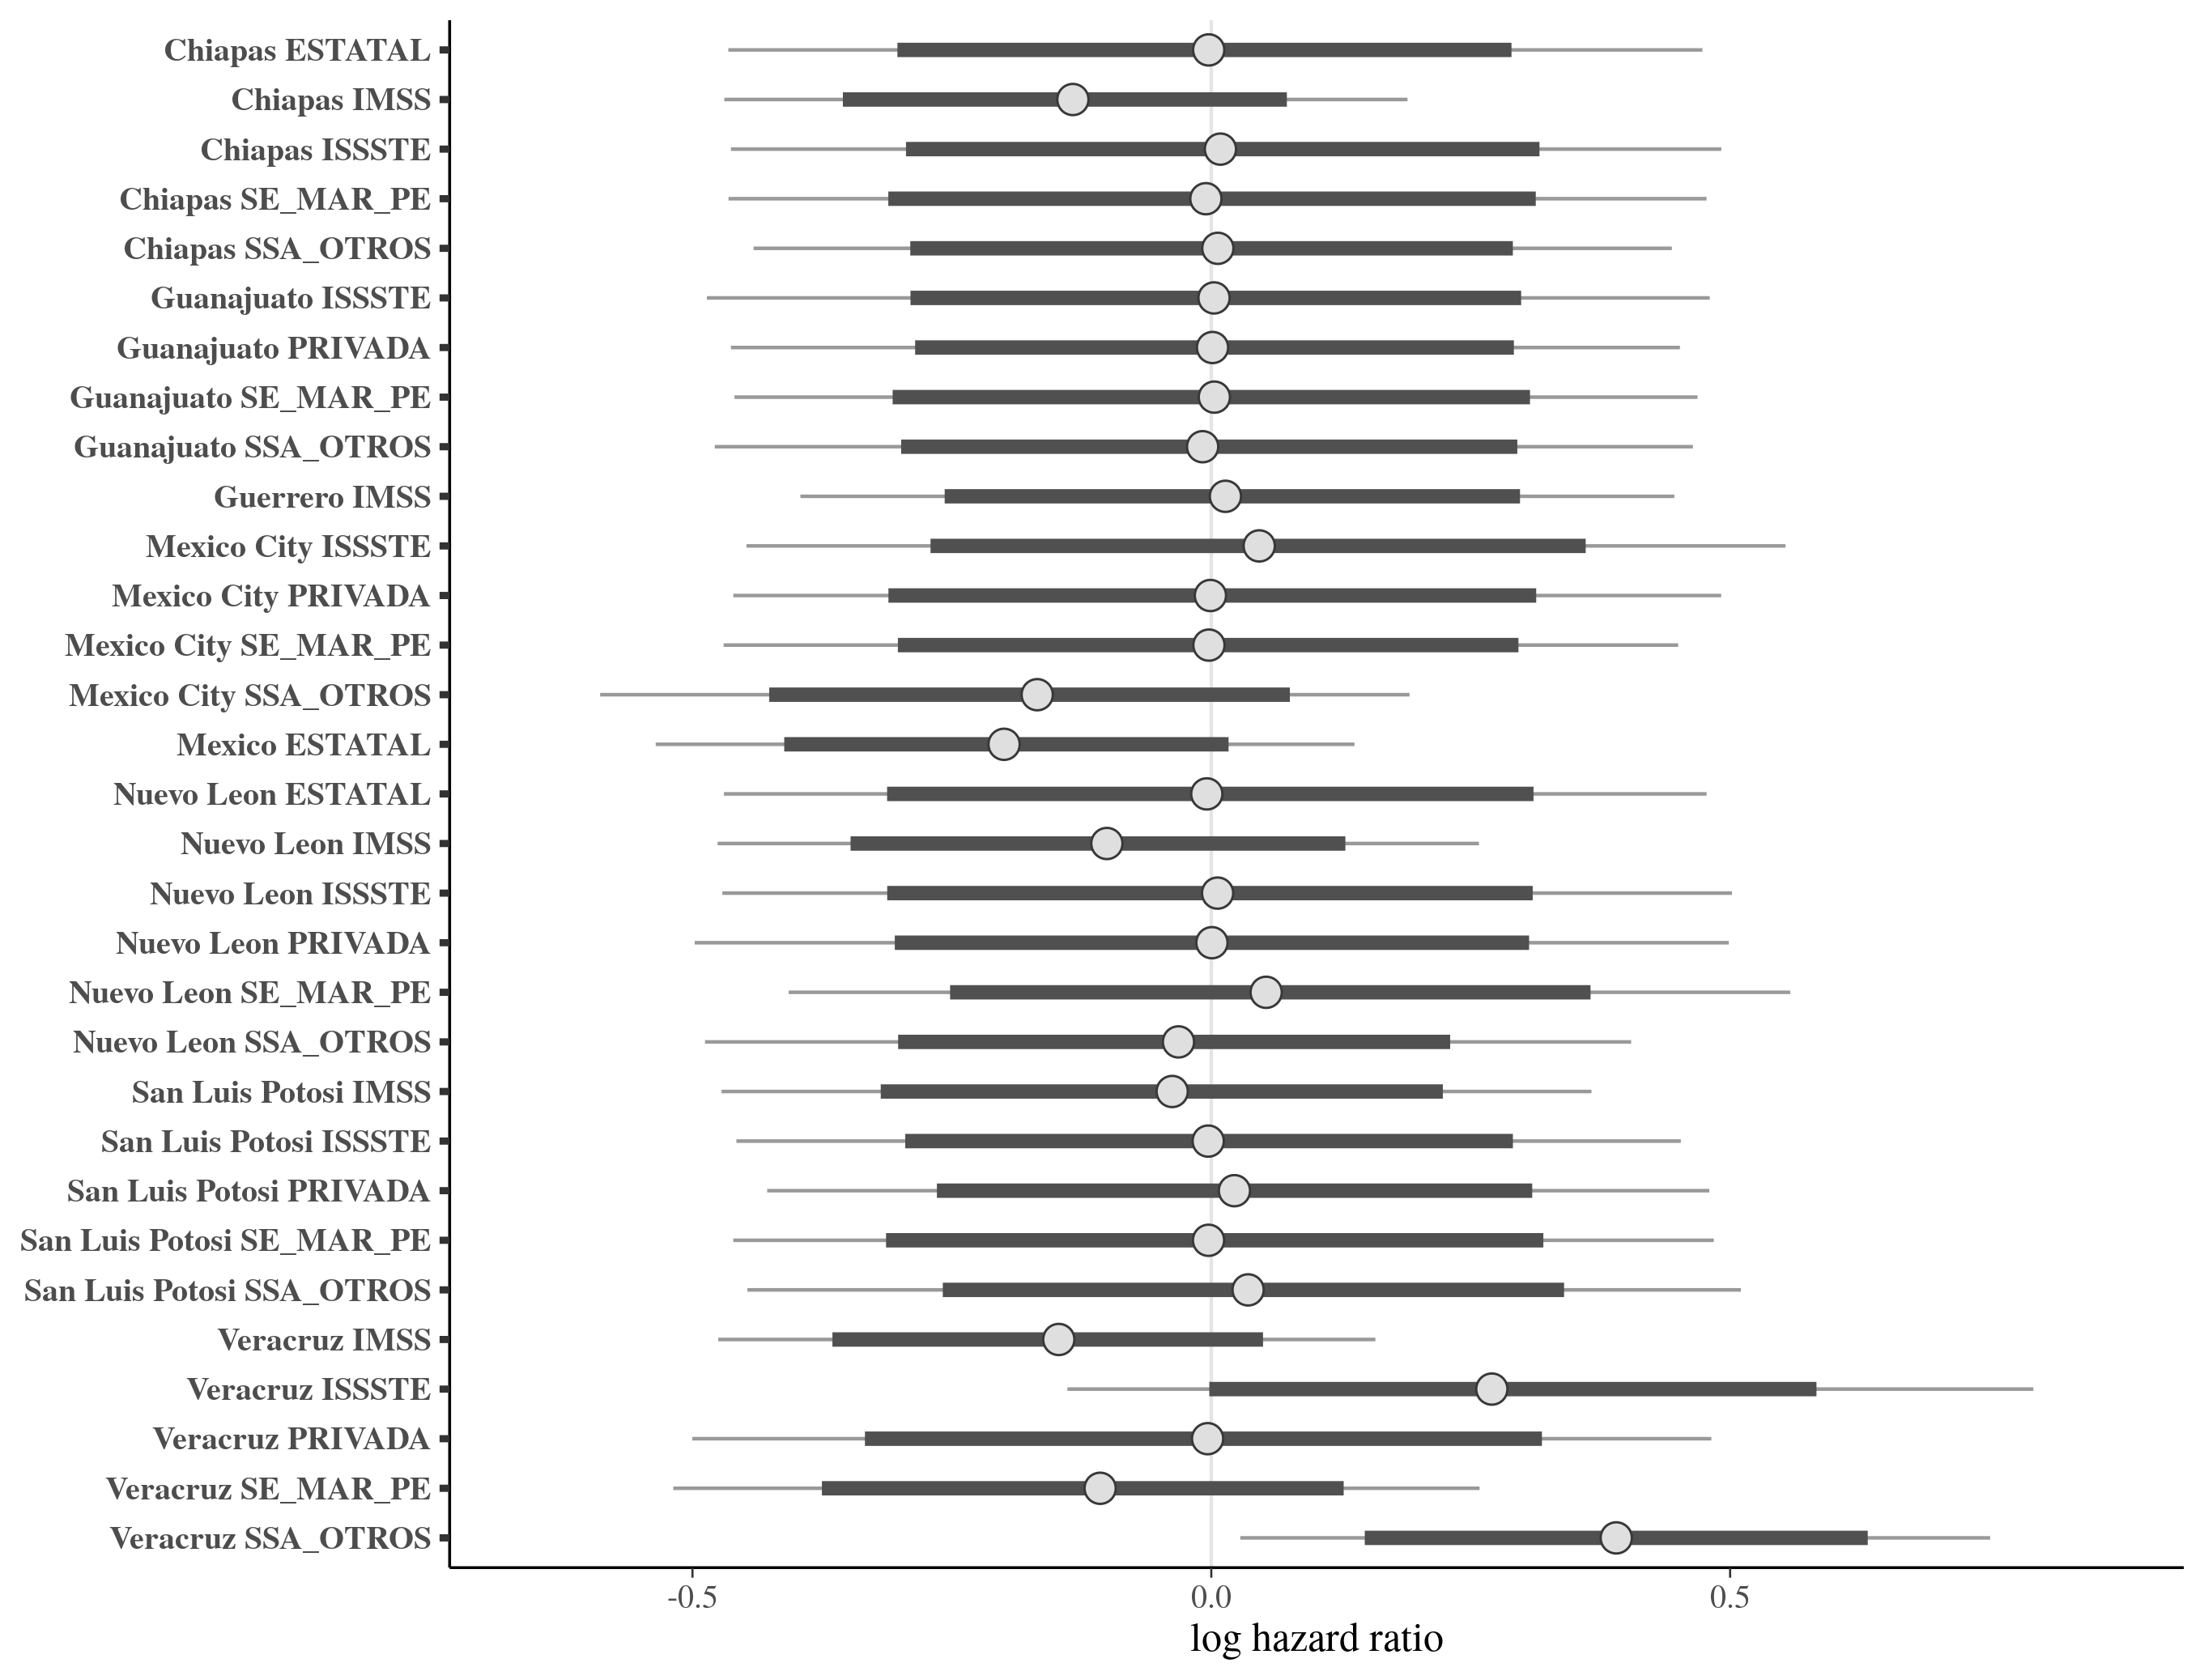 Chiapas ESTATAL
Chiapas IMSS
Chiapas ISSSTE
Chiapas SE_MAR_PE
Chiapas SSA_OTROS
Guanajuato ISSSTE
Guanajuato PRIVADA
Guanajuato SE_MAR_PE
Guanajuato SSA_OTROS
Guerrero IMSS
Mexico City ISSSTE
Mexico City PRIVADA
Mexico City SE_MAR_PE
Mexico City SSA_OTROS
Mexico ESTATAL
Nuevo Leon ESTATAL
Nuevo Leon IMSS
Nuevo Leon ISSSTE
Nuevo Leon PRIVADA
Nuevo Leon SE_MAR_PE
Nuevo Leon SSA_OTROS
San Luis Potosi IMSS
San Luis Potosi ISSSTE
San Luis Potosi PRIVADA
San Luis Potosi SE_MAR_PE
San Luis Potosi SSA_OTROS
Veracruz IMSS
Veracruz ISSSTE
Veracruz PRIVADA
Veracruz SE_MAR_PE
Veracruz SSA_OTROS
-0.5 0.0 0.5
log hazard ratio